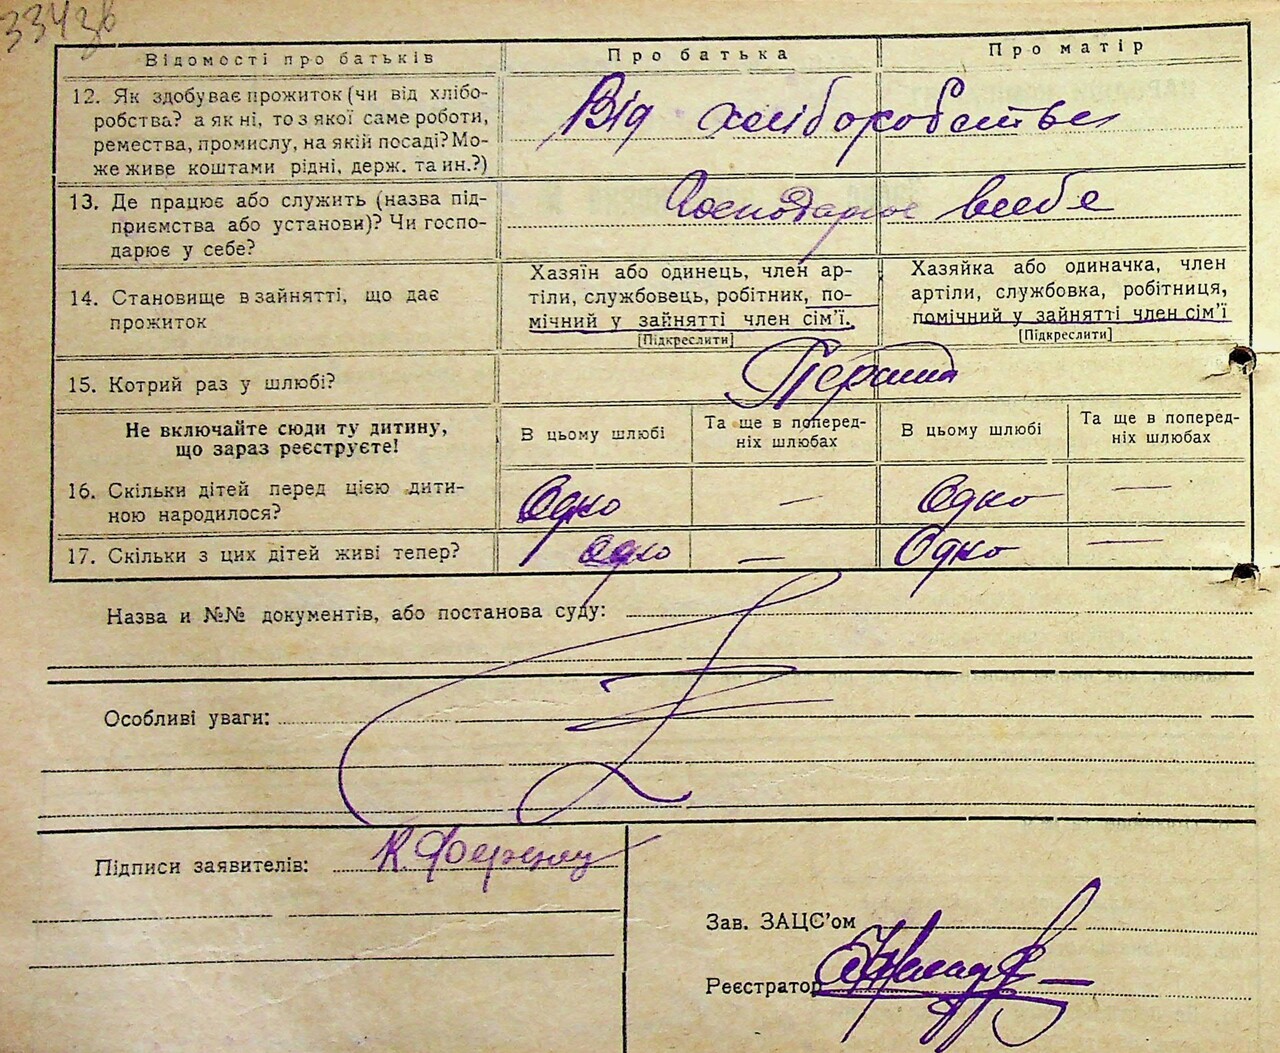 334зв
Відомості про батьків
Про батька
Про матір
12. Як здобуває прожиток (чи від хлібо-
робства? а як ні, то з якої саме роботи,
ремества, промислу, на якій посаді? Мо-
же живе коштами рідні, держ. та ин.?)
Від хліборобства
13. Де працює або служить (назва під-
приємства або установи)? Чи госпо-
дарює у себе?
Господарює в себе
14. Становище в зайнятті, що дає
прожиток
Хазяїн або одинець, член ар-
тіли, службовець, робітник, по-
мічний у зайнятті член сім'ї.
[Підкреслити]
Хазяйка або одиначка, член
артіли, службовка, робітниця,
помічний у зайнятті член сім'ї
[Підкреслити]
15. Котрий раз у шлюбі?
Перший
Не включайте сюди ту дитину,
що зараз реєструєте!
В цьому шлюбі
Та ще в поперед-
ніх шлюбах
В цьому шлюбі
Та ще в поперед-
ніх шлюбах
16. Скільки дітей перед цією дити-
ною народилося?
Одно — Одно —
17. Скільки з цих дітей живі тепер?
Одно — Одно —
Назва и №№ документів, або постанова суду:
Особливі уваги:
Підписи заявителів:
К. Ференец
Зав. ЗАЦС'ом
Реєстратор